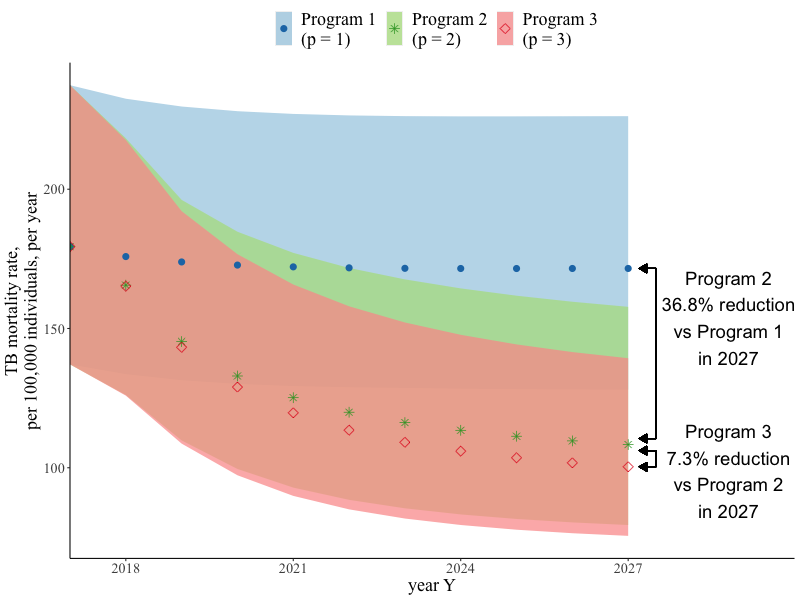 Program 1
(p = 1)
Program 2
(p = 2)
Program 3
(p = 3)
TB mortality rate,
per 100,000 individuals, per year
200
150
100
2018
2021
2024
2027
year Y
Program 2
36.8% reduction
vs Program 1
in 2027
Program 3
7.3% reduction
vs Program 2
in 2027